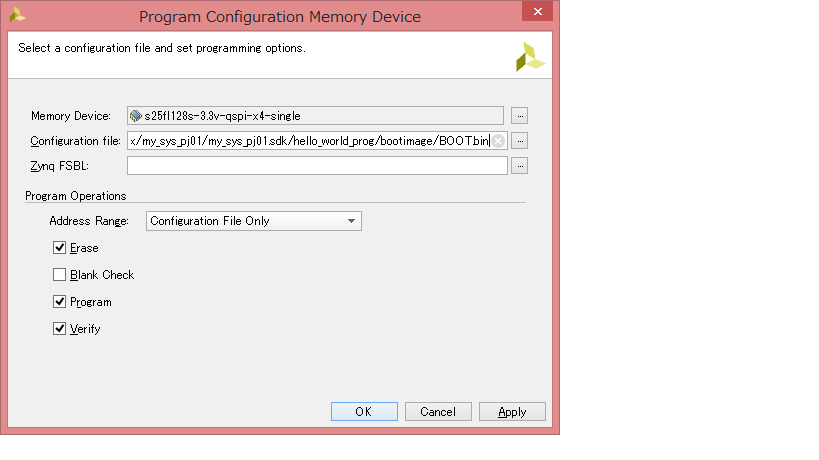 Program Configuration Memory Device
Select a configuration file and set programming options.
Memory Device: s25fl128s-3.3v-qspi-x4-single ...
Configuration file: x/my_sys_pj01/my_sys_pj01.sdk/hello_world_prog/bootimage/BOOT.bin ...
Zynq FSBL: ...
Program Operations
Address Range: Configuration File Only
Erase
Blank Check
Program
Verify
OK Cancel Apply